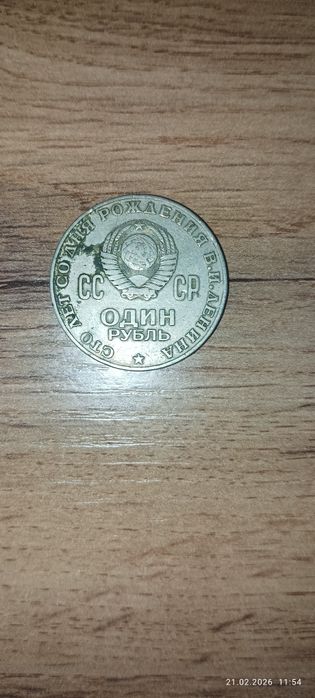 СТО ЛЕТ СО ДНЯ РОЖДЕНИЯ В.И.ЛЕНИНА
СС СР
ОДИН
РУБЛЬ
21.02.2026 11:54